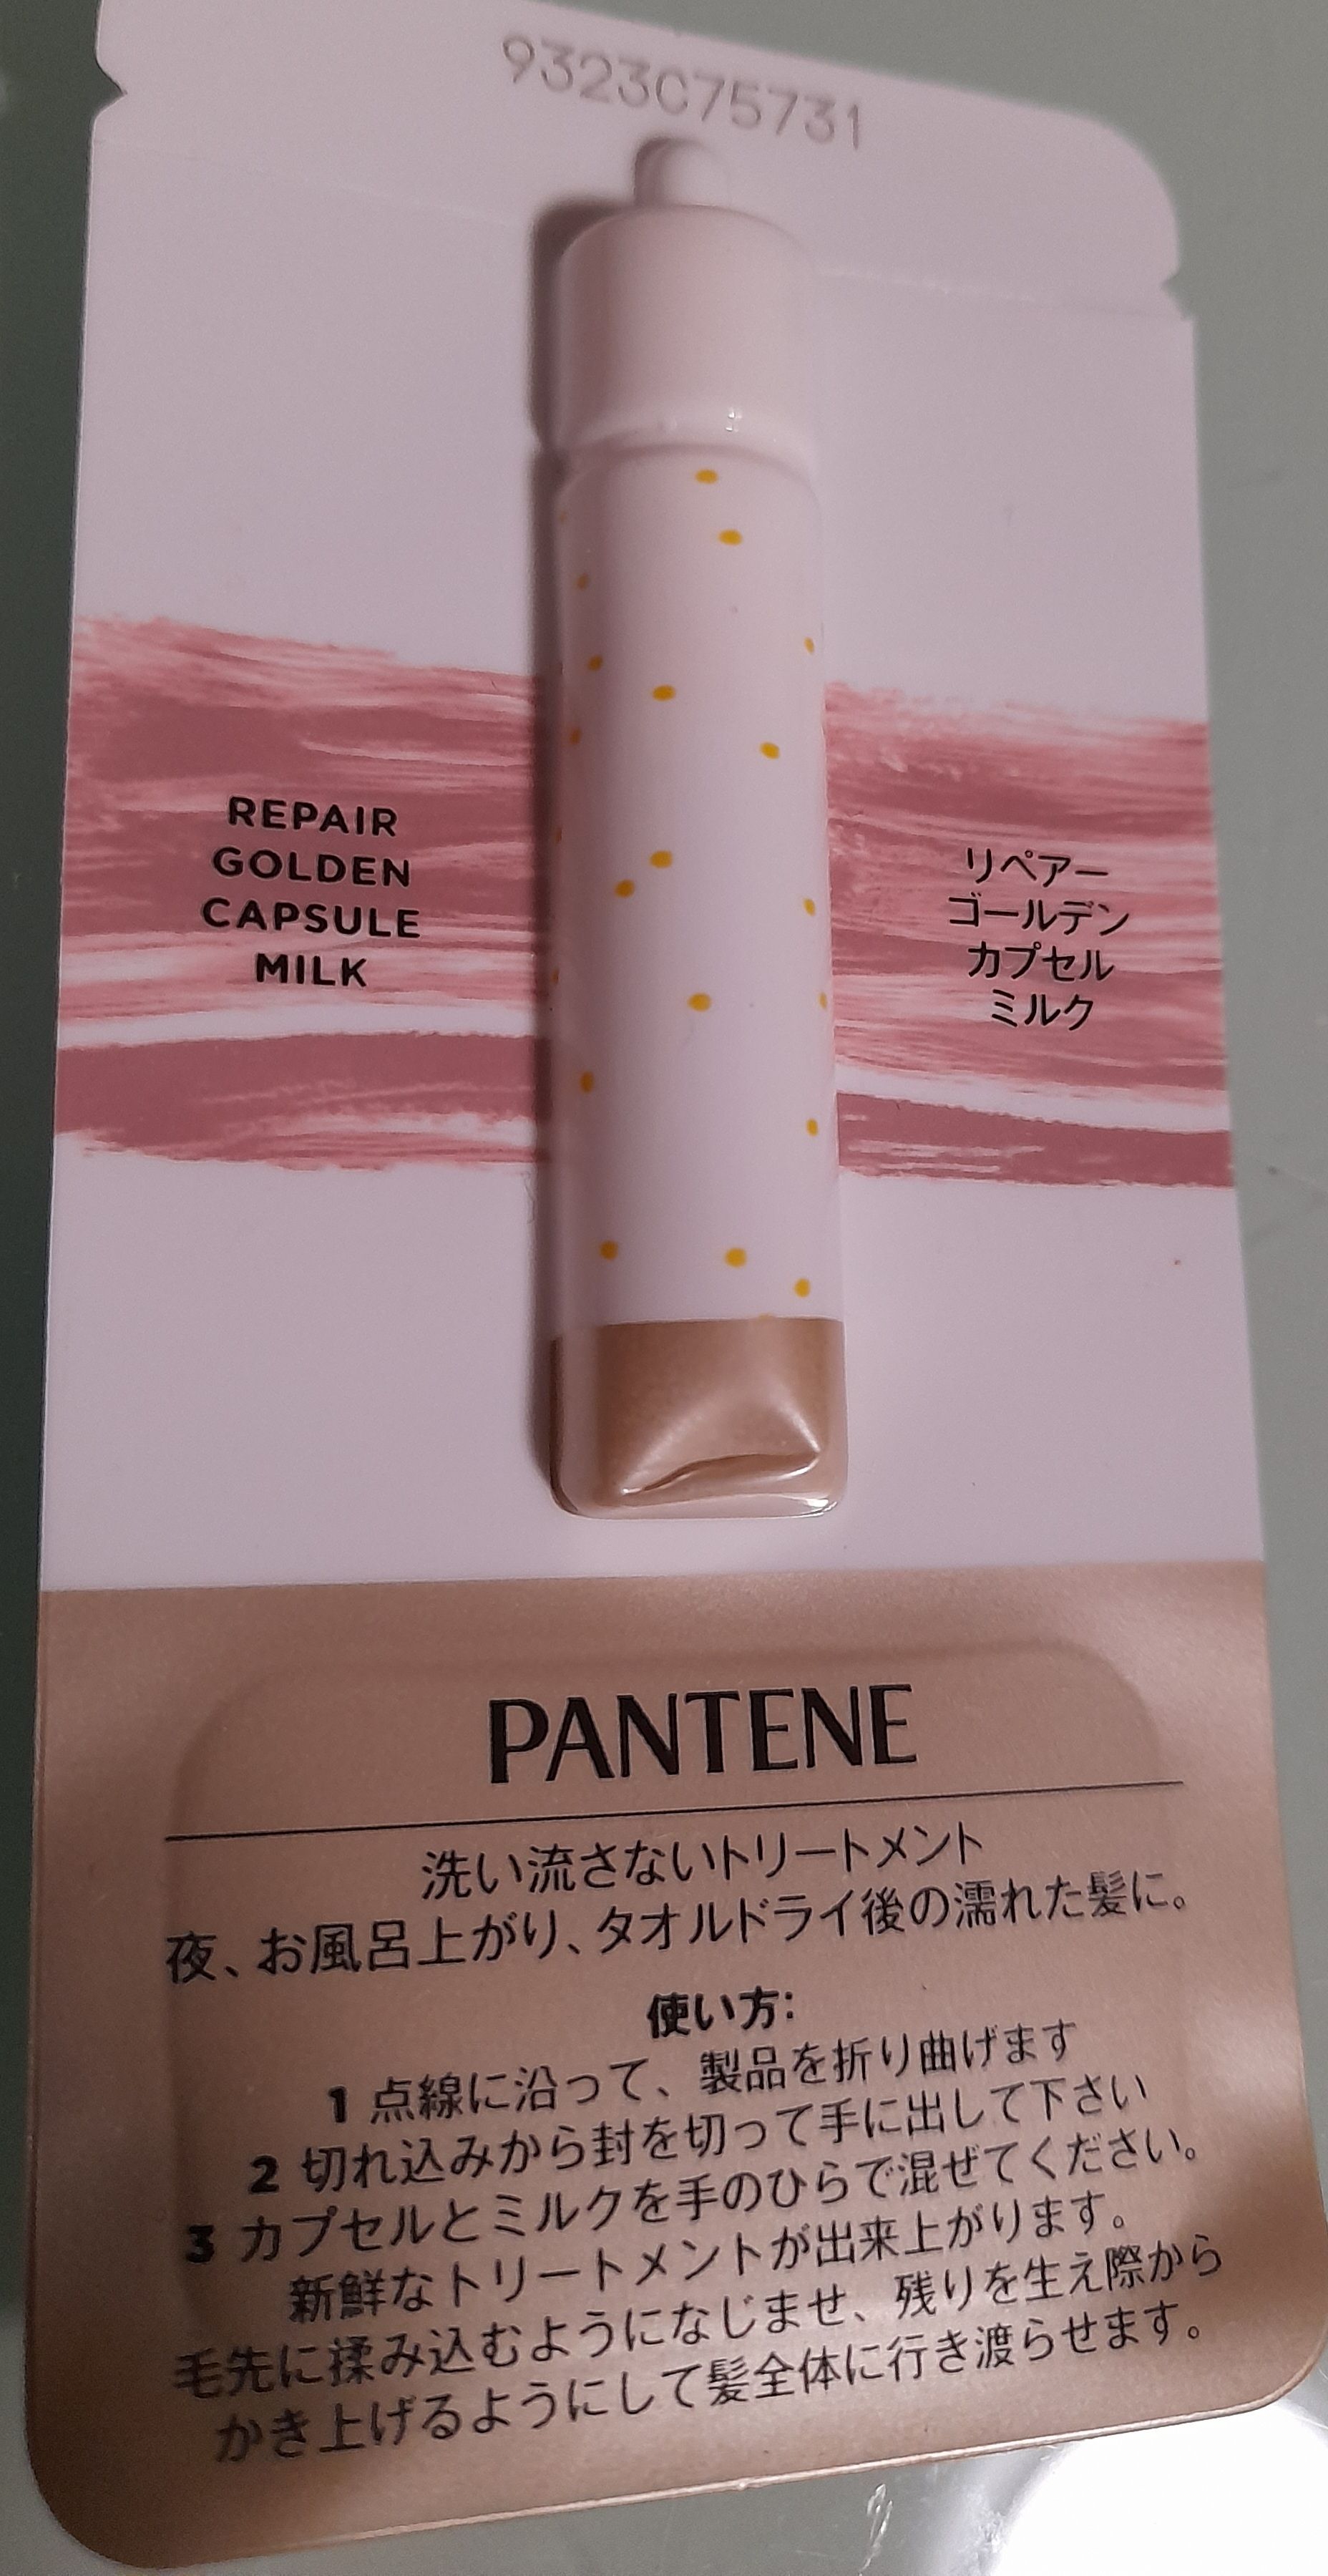 9323C75731
REPAIR
GOLDEN
CAPSULE
MILK
リペアー
ゴールデン
カプセル
ミルク
PANTENE
洗い流さないトリートメント
夜、お風呂上がり、タオルドライ後の濡れた髪に。
使い方:
1 点線に沿って、製品を折り曲げます
2 切れ込みから封を切って手に出して下さい
3 カプセルとミルクを手のひらで混ぜてください。
新鮮なトリートメントが出来上がります。
毛先に揉み込むようになじませ、残りを生え際から
かき上げるようにして髪全体に行き渡らせます。